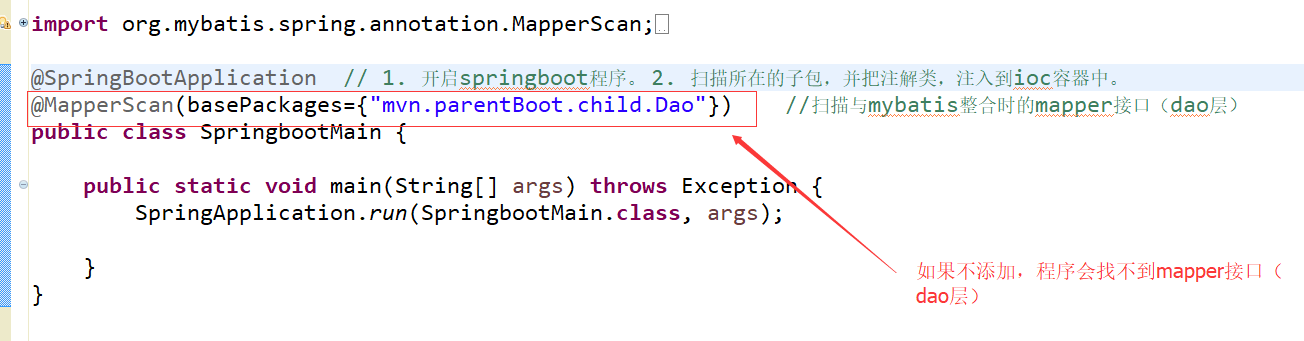 import org.mybatis.spring.annotation.MapperScan;
@SpringBootApplication  // 1. 开启springboot程序。 2. 扫描所在的子包，并把注解类，注入到ioc容器中。
@MapperScan(basePackages={"mvn.parentBoot.child.Dao"})    //扫描与mybatis整合时的mapper接口（dao层）
public class SpringbootMain {
    public static void main(String[] args) throws Exception {
        SpringApplication.run(SpringbootMain.class, args);
    }
}
如果不添加，程序会找不到mapper接口（
dao层）